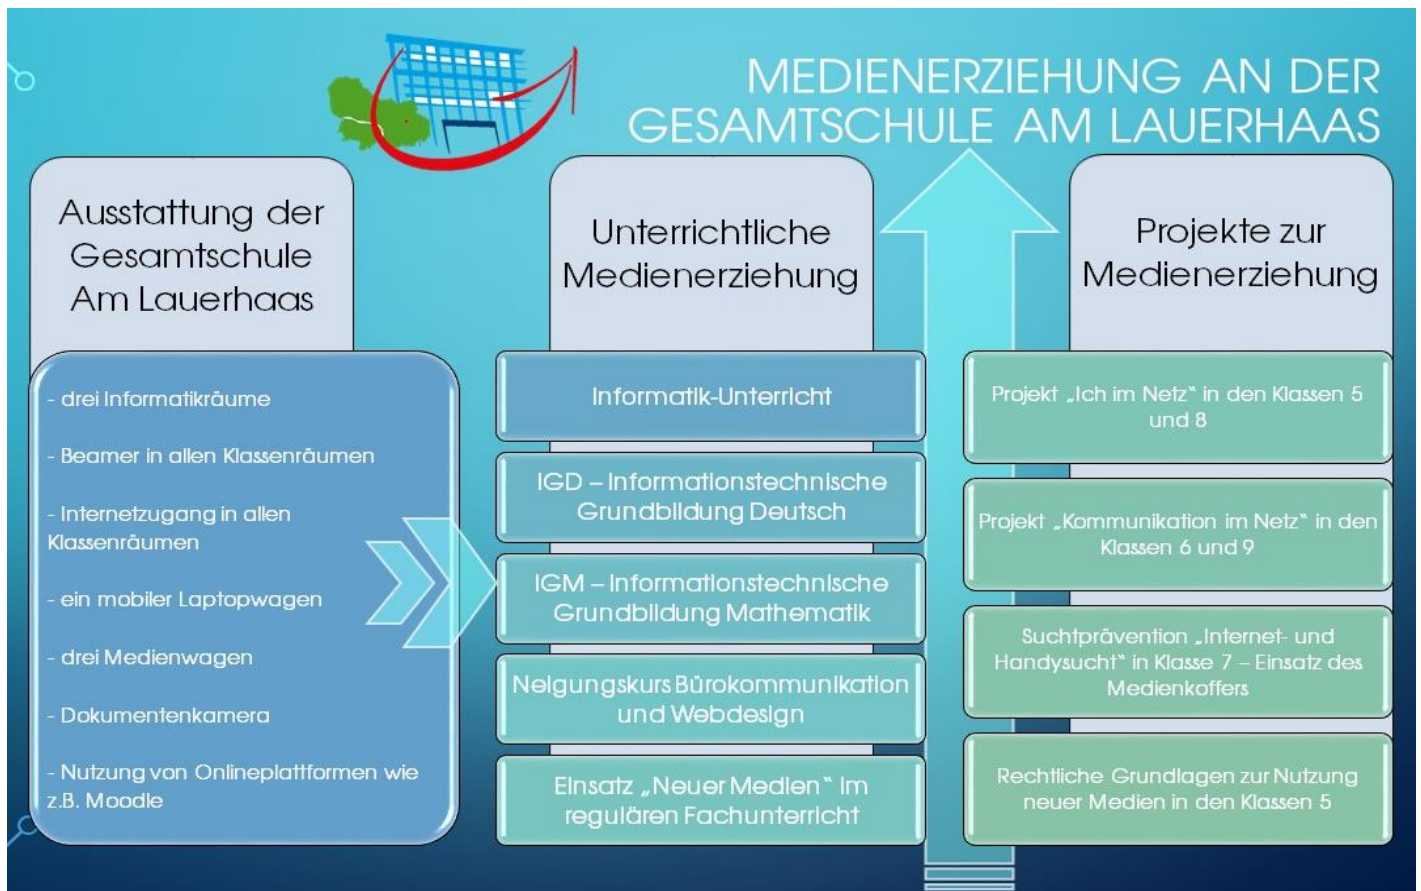 MEDIENERZIEHUNG AN DER
GESAMTSCHULE AM LAUERHAAS
Ausstattung der
Gesamtschule
Am Lauerhaas
- drei Informatikräume
- Beamer in allen Klassenräumen
- Internetzugang in allen
Klassenräumen
- ein mobiler Laptopwagen
- drei Medienwagen
- Dokumentenkamera
- Nutzung von Onlineplattformen wie
z.B. Moodle
Unterrichtliche
Medienerziehung
Informatik-Unterricht
IGD – Informationstechnische
Grundbildung Deutsch
IGM – Informationstechnische
Grundbildung Mathematik
Neigungskurs Bürokommunikation
und Webdesign
Einsatz „Neuer Medien“ im
regulären Fachunterricht
Projekte zur
Medienerziehung
Projekt „Ich im Netz“ in den Klassen 5
und 8
Projekt „Kommunikation im Netz“ in den
Klassen 6 und 9
Suchtprävention „Internet- und
Handysucht“ in Klasse 7 – Einsatz des
Medienkoffers
Rechtliche Grundlagen zur Nutzung
neuer Medien in den Klassen 5